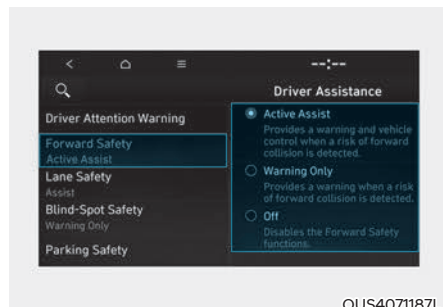 --:--
Driver Assistance
Driver Attention Warning
Forward Safety
Active Assist
Lane Safety
Assist
Blind-Spot Safety
Warning Only
Parking Safety
Active Assist
Provides a warning and vehicle
control when a risk of forward
collision is detected.
Warning Only
Provides a warning when a risk
of forward collision is detected.
Off
Disables the Forward Safety
functions.
OUS4071187L